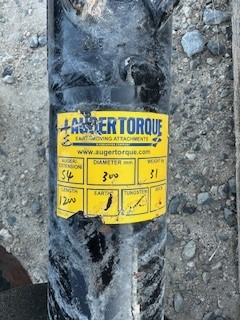 AUGER TORQUE
EARTHMOVING ATTACHMENTS
www.augertorque.com
AUGER/ DIAMETER mm WEIGHT KG
EXTENSION
S4 300 31
LENGTH EARTH TUNGSTEN ROCK
1200